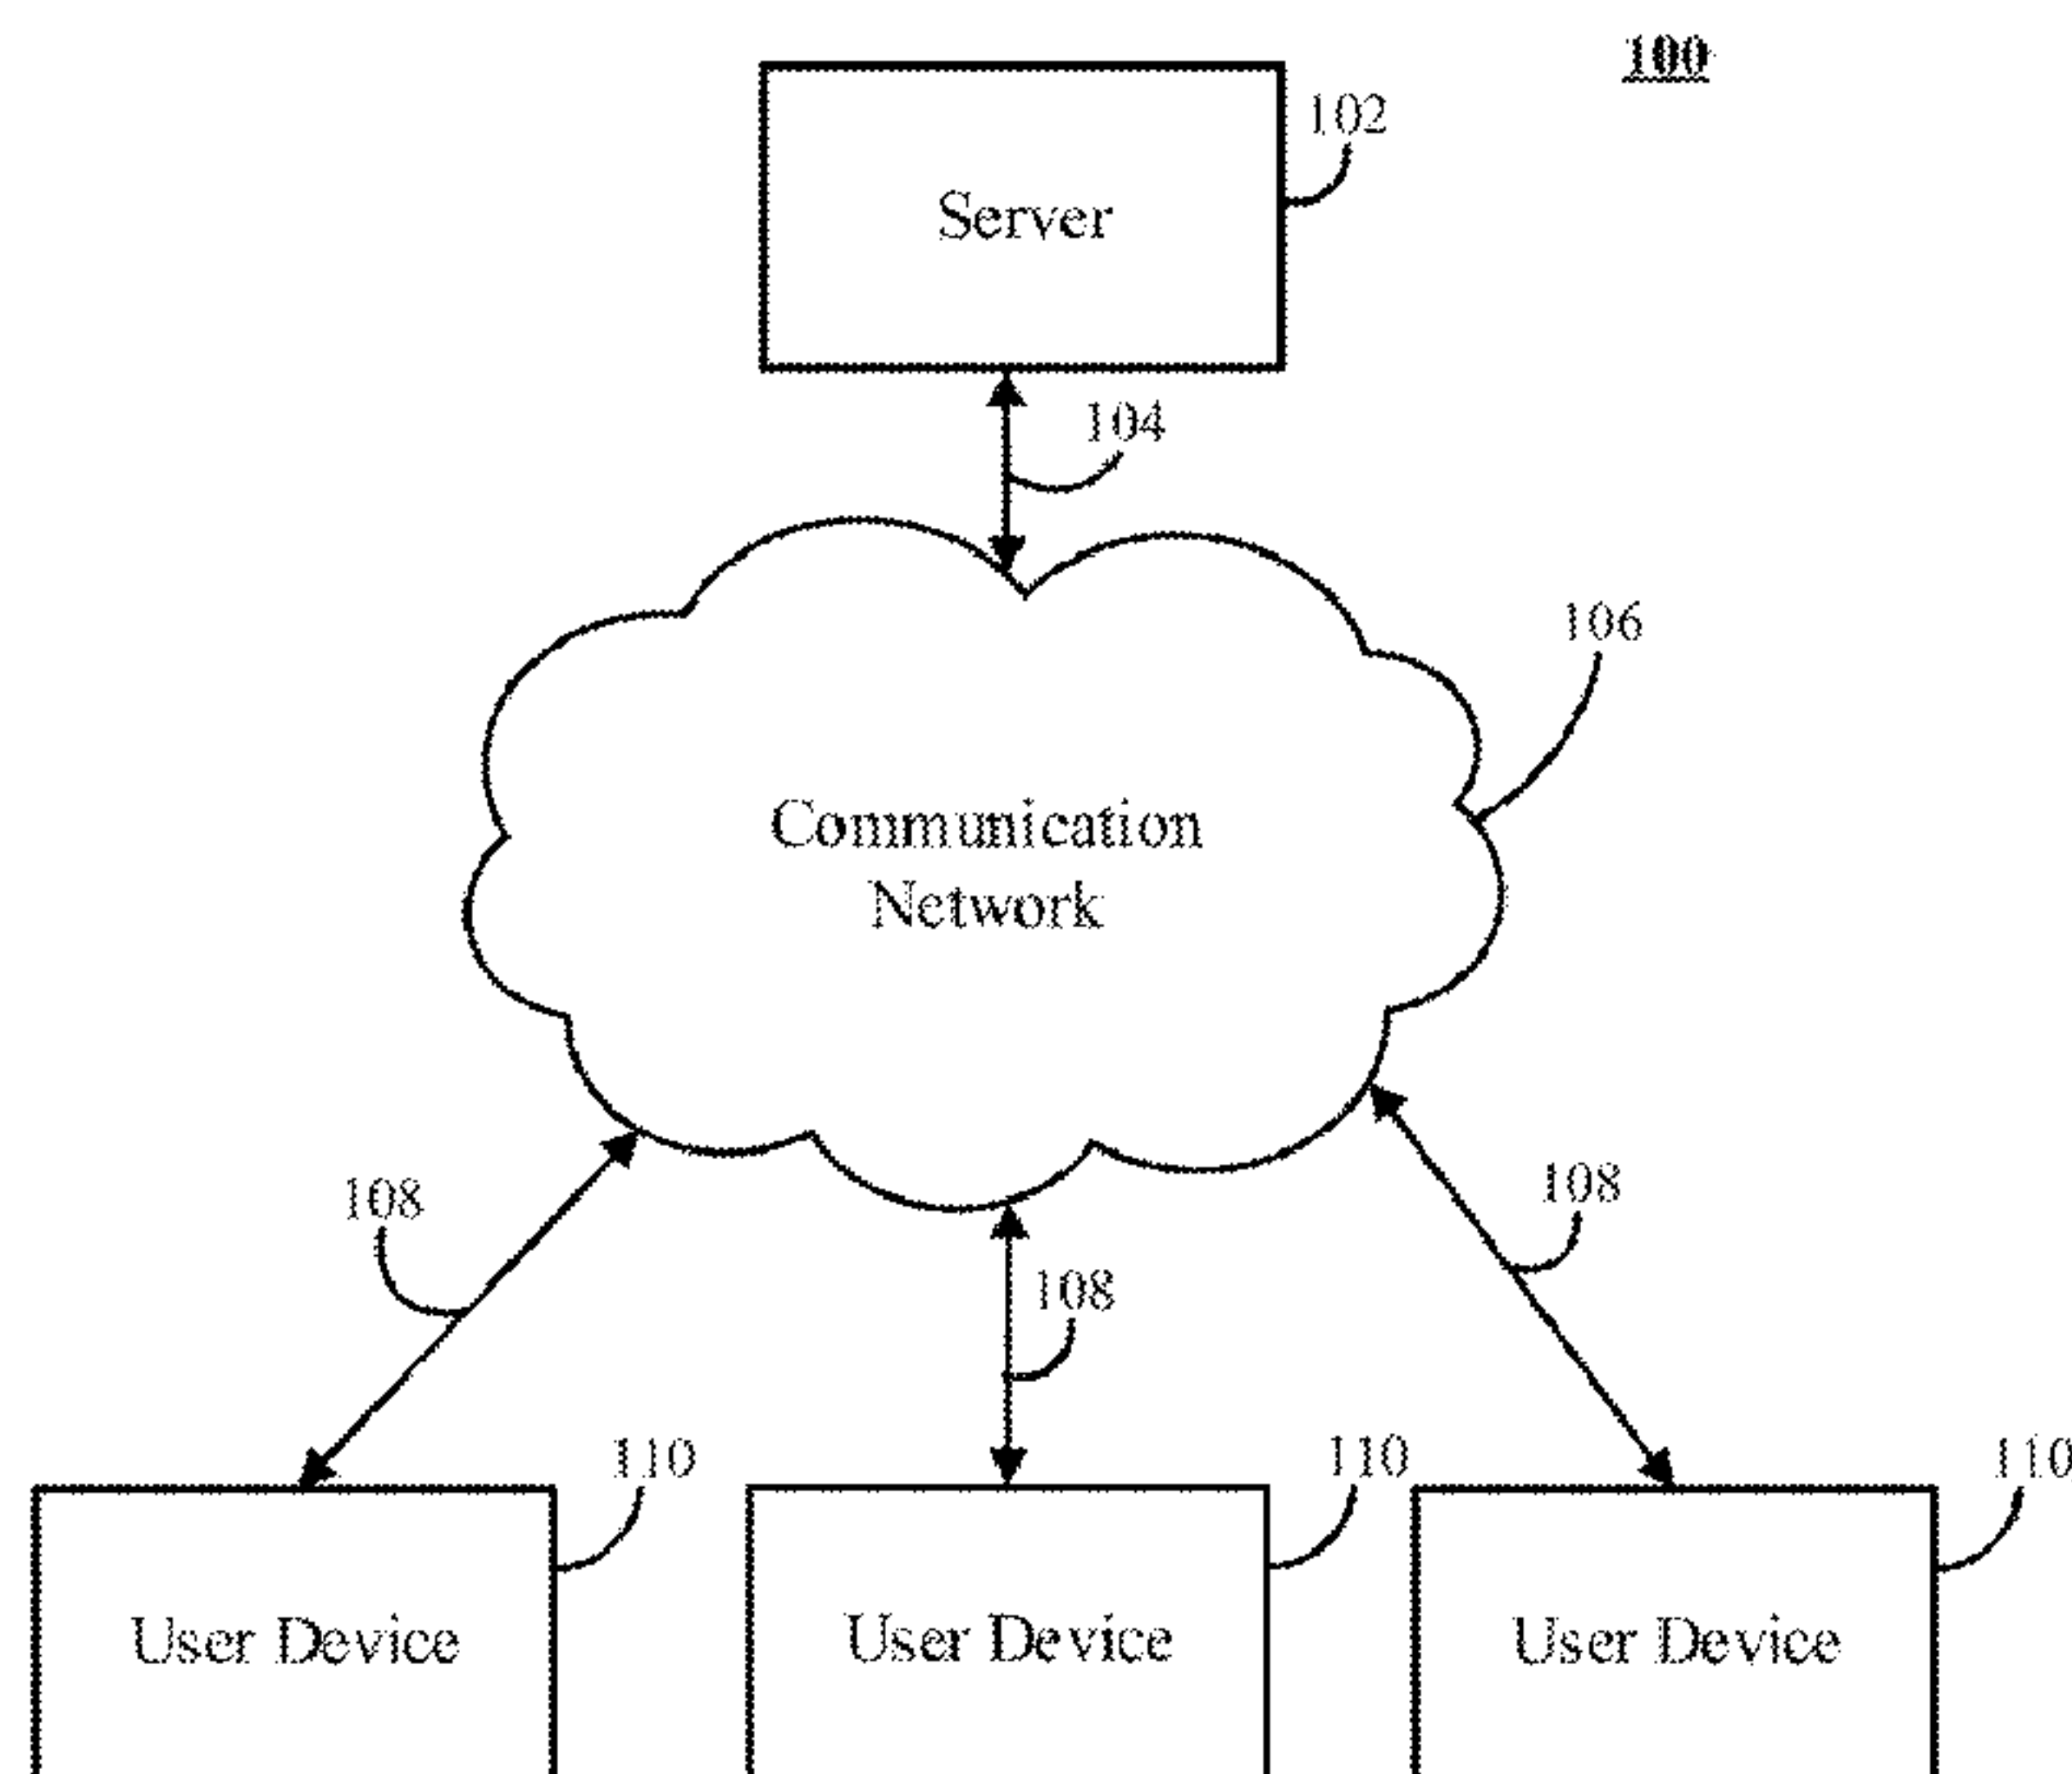 100
102
Server
104
106
Communication
Network
108
108
108
110
110
110
User Device
User Device
User Device